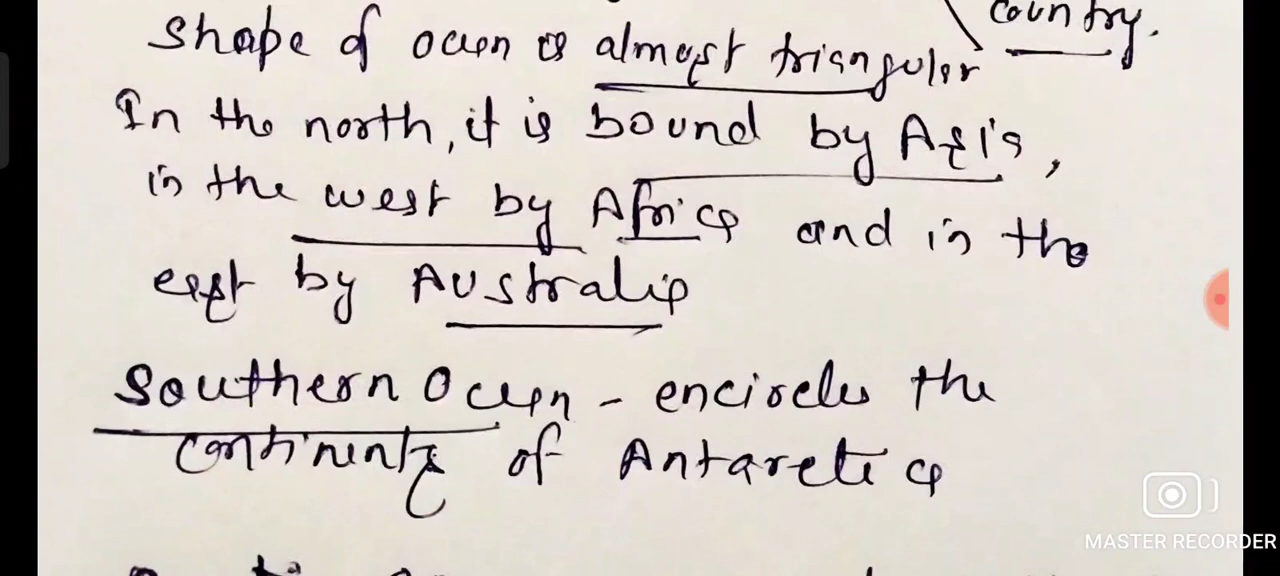 country.
Shape of ocean is almost triangular
In the north, it is bound by Asia,
in the west by Africa and in the
east by Australia
Southern Ocean - encircles the
continents of Antarctica
MASTER RECORDER